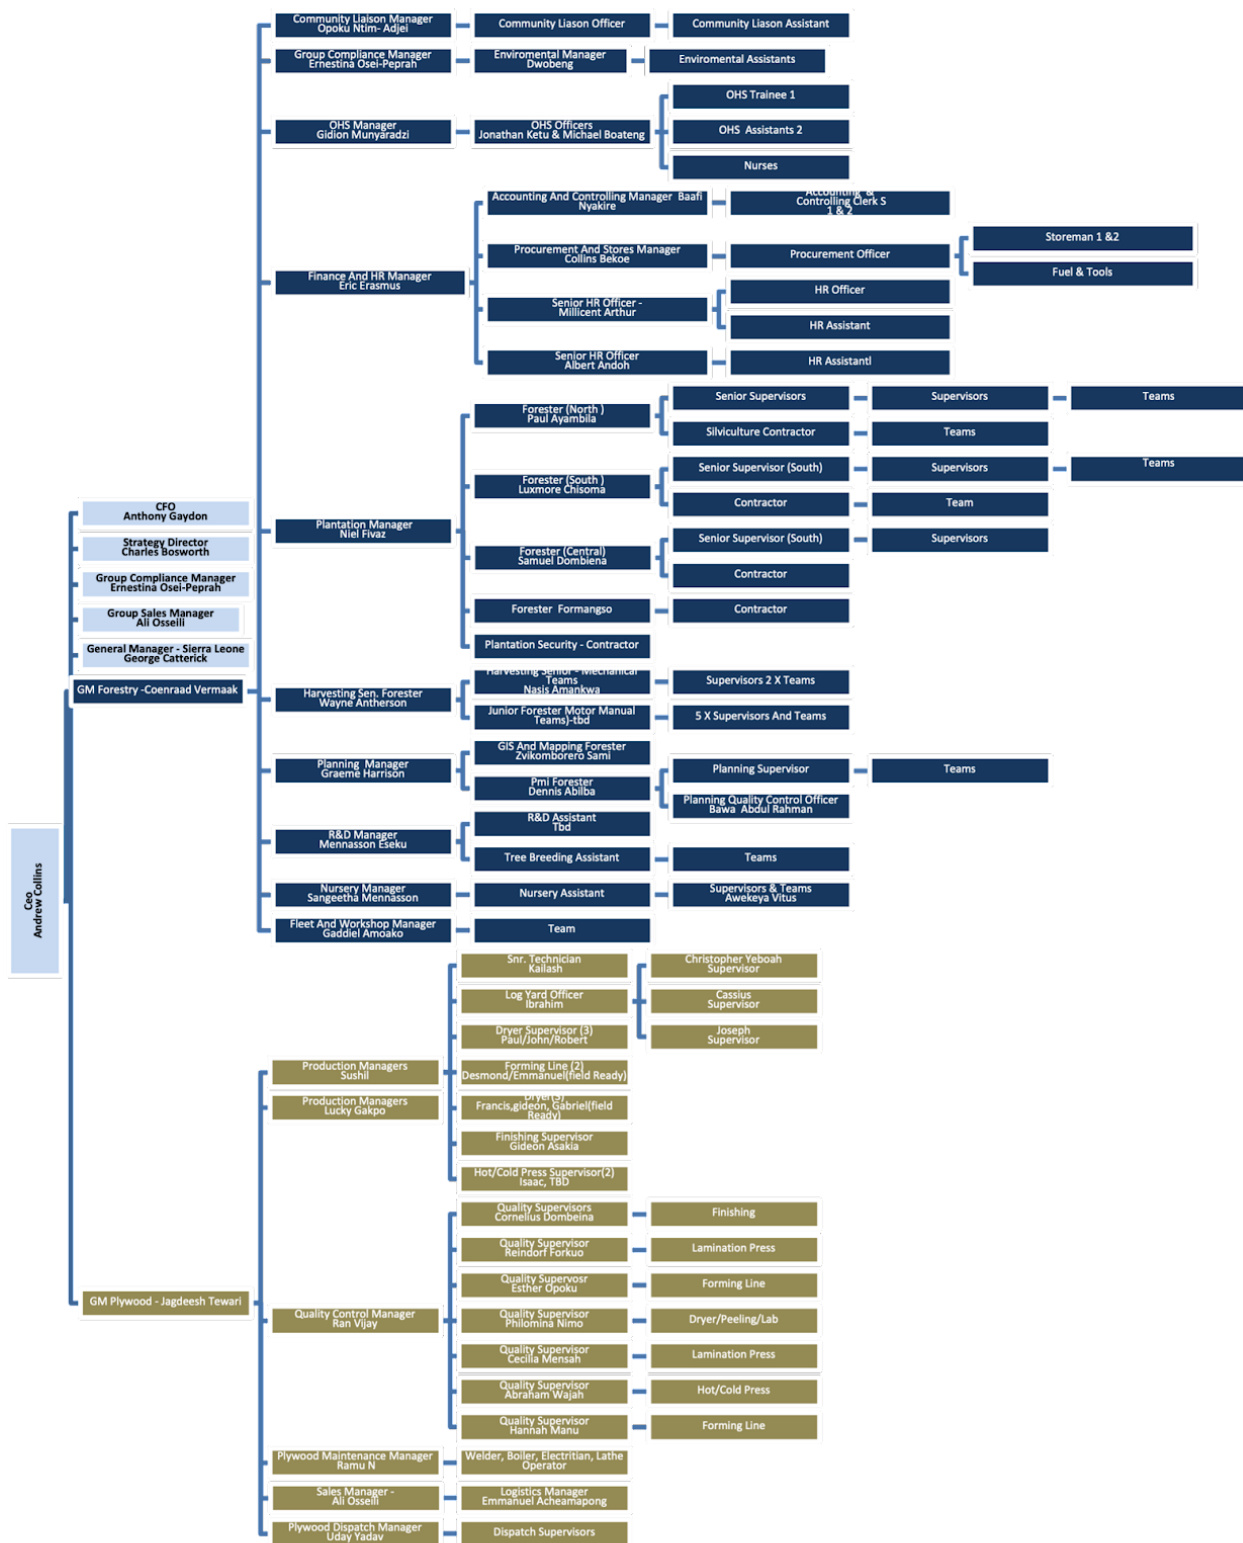 Community Liaison Manager
Opoku Ntim- Adjei
Community Liason Officer
Community Liason Assistant
Group Compliance Manager
Ernestina Osei-Peprah
Enviromental Manager
Dwobeng
Enviromental Assistants
OHS Manager
Gidion Munyaradzi
OHS Officers
Jonathan Ketu & Michael Boateng
OHS Trainee 1
OHS Assistants 2
Nurses
Finance And HR Manager
Eric Erasmus
Accounting And Controlling Manager Baafi
Nyakire
Accounting &
Controlling Clerk S
1 & 2
Procurement And Stores Manager
Collins Bekoe
Procurement Officer
Storeman 1 &2
Fuel & Tools
Senior HR Officer -
Millicent Arthur
HR Officer
HR Assistant
Senior HR Officer
Albert Andoh
HR Assistantl
Plantation Manager
Niel Fivaz
Forester (North )
Paul Ayambila
Senior Supervisors
Supervisors
Teams
Silviculture Contractor
Teams
Forester (South )
Luxmore Chisoma
Senior Supervisor (South)
Supervisors
Teams
Contractor
Team
Forester (Central)
Samuel Dombiena
Senior Supervisor (South)
Supervisors
Contractor
Forester Formangso
Contractor
Plantation Security - Contractor
CFO
Anthony Gaydon
Strategy Director
Charles Bosworth
Group Compliance Manager
Ernestina Osei-Peprah
Group Sales Manager
Ali Osseili
General Manager - Sierra Leone
George Catterick
GM Forestry -Coenraad Vermaak
Harvesting Sen. Forester
Wayne Antherson
Harvesting Senior - Mechanical
Teams
Nasis Amankwa
Supervisors 2 X Teams
Junior Forester Motor Manual
Teams)-tbd
5 X Supervisors And Teams
Planning Manager
Graeme Harrison
GIS And Mapping Forester
Zvikomborero Sami
Pmi Forester
Dennis Abilba
Planning Supervisor
Teams
Planning Quality Control Officer
Bawa Abdul Rahman
R&D Manager
Mennasson Eseku
R&D Assistant
Tbd
Tree Breeding Assistant
Teams
Nursery Manager
Sangeetha Mennasson
Nursery Assistant
Supervisors & Teams
Awekeya Vitus
Fleet And Workshop Manager
Gaddiel Amoako
Team
Ceo
Andrew Collins
Snr. Technician
Kailash
Christopher Yeboah
Supervisor
Log Yard Officer
Ibrahim
Cassius
Supervisor
Dryer Supervisor (3)
Paul/John/Robert
Joseph
Supervisor
Production Managers
Sushil
Forming Line (2)
Desmond/Emmanuel(field Ready)
Production Managers
Lucky Gakpo
Dryer(3)
Francis,gideon, Gabriel(field
Ready)
Finishing Supervisor
Gideon Asakia
Hot/Cold Press Supervisor(2)
Isaac, TBD
GM Plywood - Jagdeesh Tewari
Quality Control Manager
Ran Vijay
Quality Supervisors
Cornelius Dombeina
Finishing
Quality Supervisor
Reindorf Forkuo
Lamination Press
Quality Supervosr
Esther Opoku
Forming Line
Quality Supervisor
Philomina Nimo
Dryer/Peeling/Lab
Quality Supervisor
Cecilia Mensah
Lamination Press
Quality Supervisor
Abraham Wajah
Hot/Cold Press
Quality Supervisor
Hannah Manu
Forming Line
Plywood Maintenance Manager
Ramu N
Welder, Boiler, Electritian, Lathe
Operator
Sales Manager -
Ali Osseili
Logistics Manager
Emmanuel Acheamapong
Plywood Dispatch Manager
Uday Yadav
Dispatch Supervisors